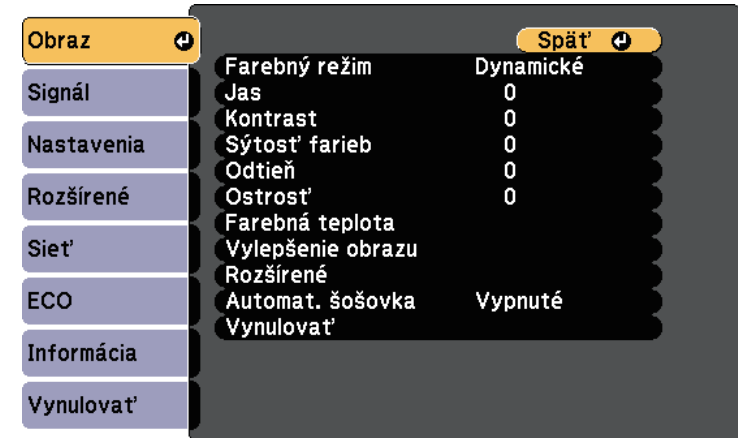 Obraz
Signál
Nastavenia
Rozšírené
Sieť
ECO
Informácia
Vynulovať
Späť
Farebný režim Dynamické
Jas 0
Kontrast 0
Sýtosť farieb 0
Odtieň 0
Ostrosť 0
Farebná teplota
Vylepšenie obrazu
Rozšírené
Automat. šošovka Vypnuté
Vynulovať